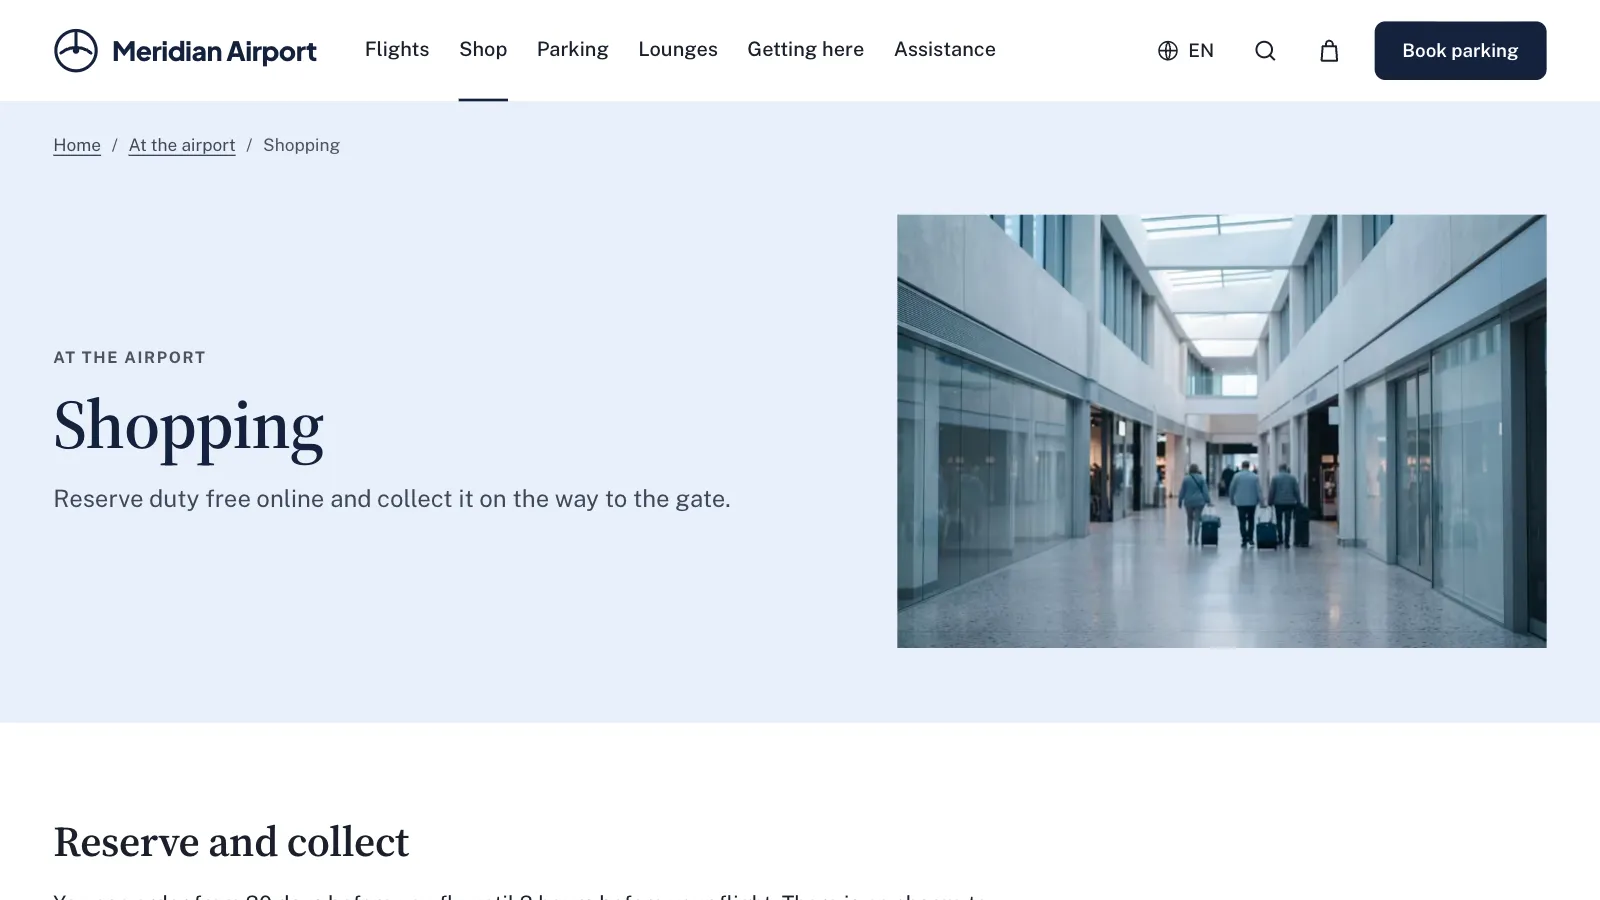 Meridian Airport
Flights
Shop
Parking
Lounges
Getting here
Assistance
EN
Book parking
Home / At the airport / Shopping
AT THE AIRPORT
Shopping
Reserve duty free online and collect it on the way to the gate.
Reserve and collect